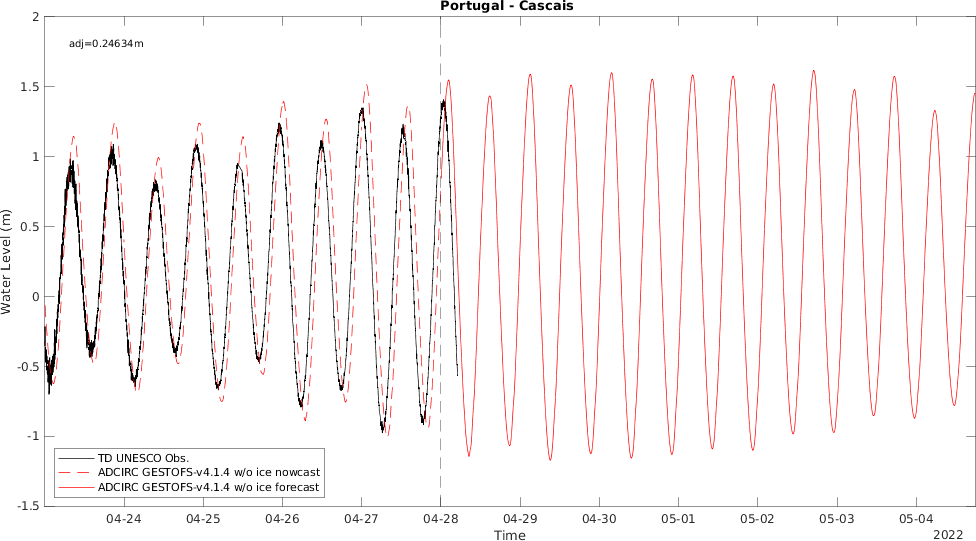 Portugal - Cascais
2
adj=0.24634m
1.5
1
0.5
0
-0.5
-1
-1.5
Water Level (m)
TD UNESCO Obs.
ADCIRC GESTOFS-v4.1.4 w/o ice nowcast
ADCIRC GESTOFS-v4.1.4 w/o ice forecast
04-24 04-25 04-26 04-27 04-28 04-29 04-30 05-01 05-02 05-03 05-04
Time
2022